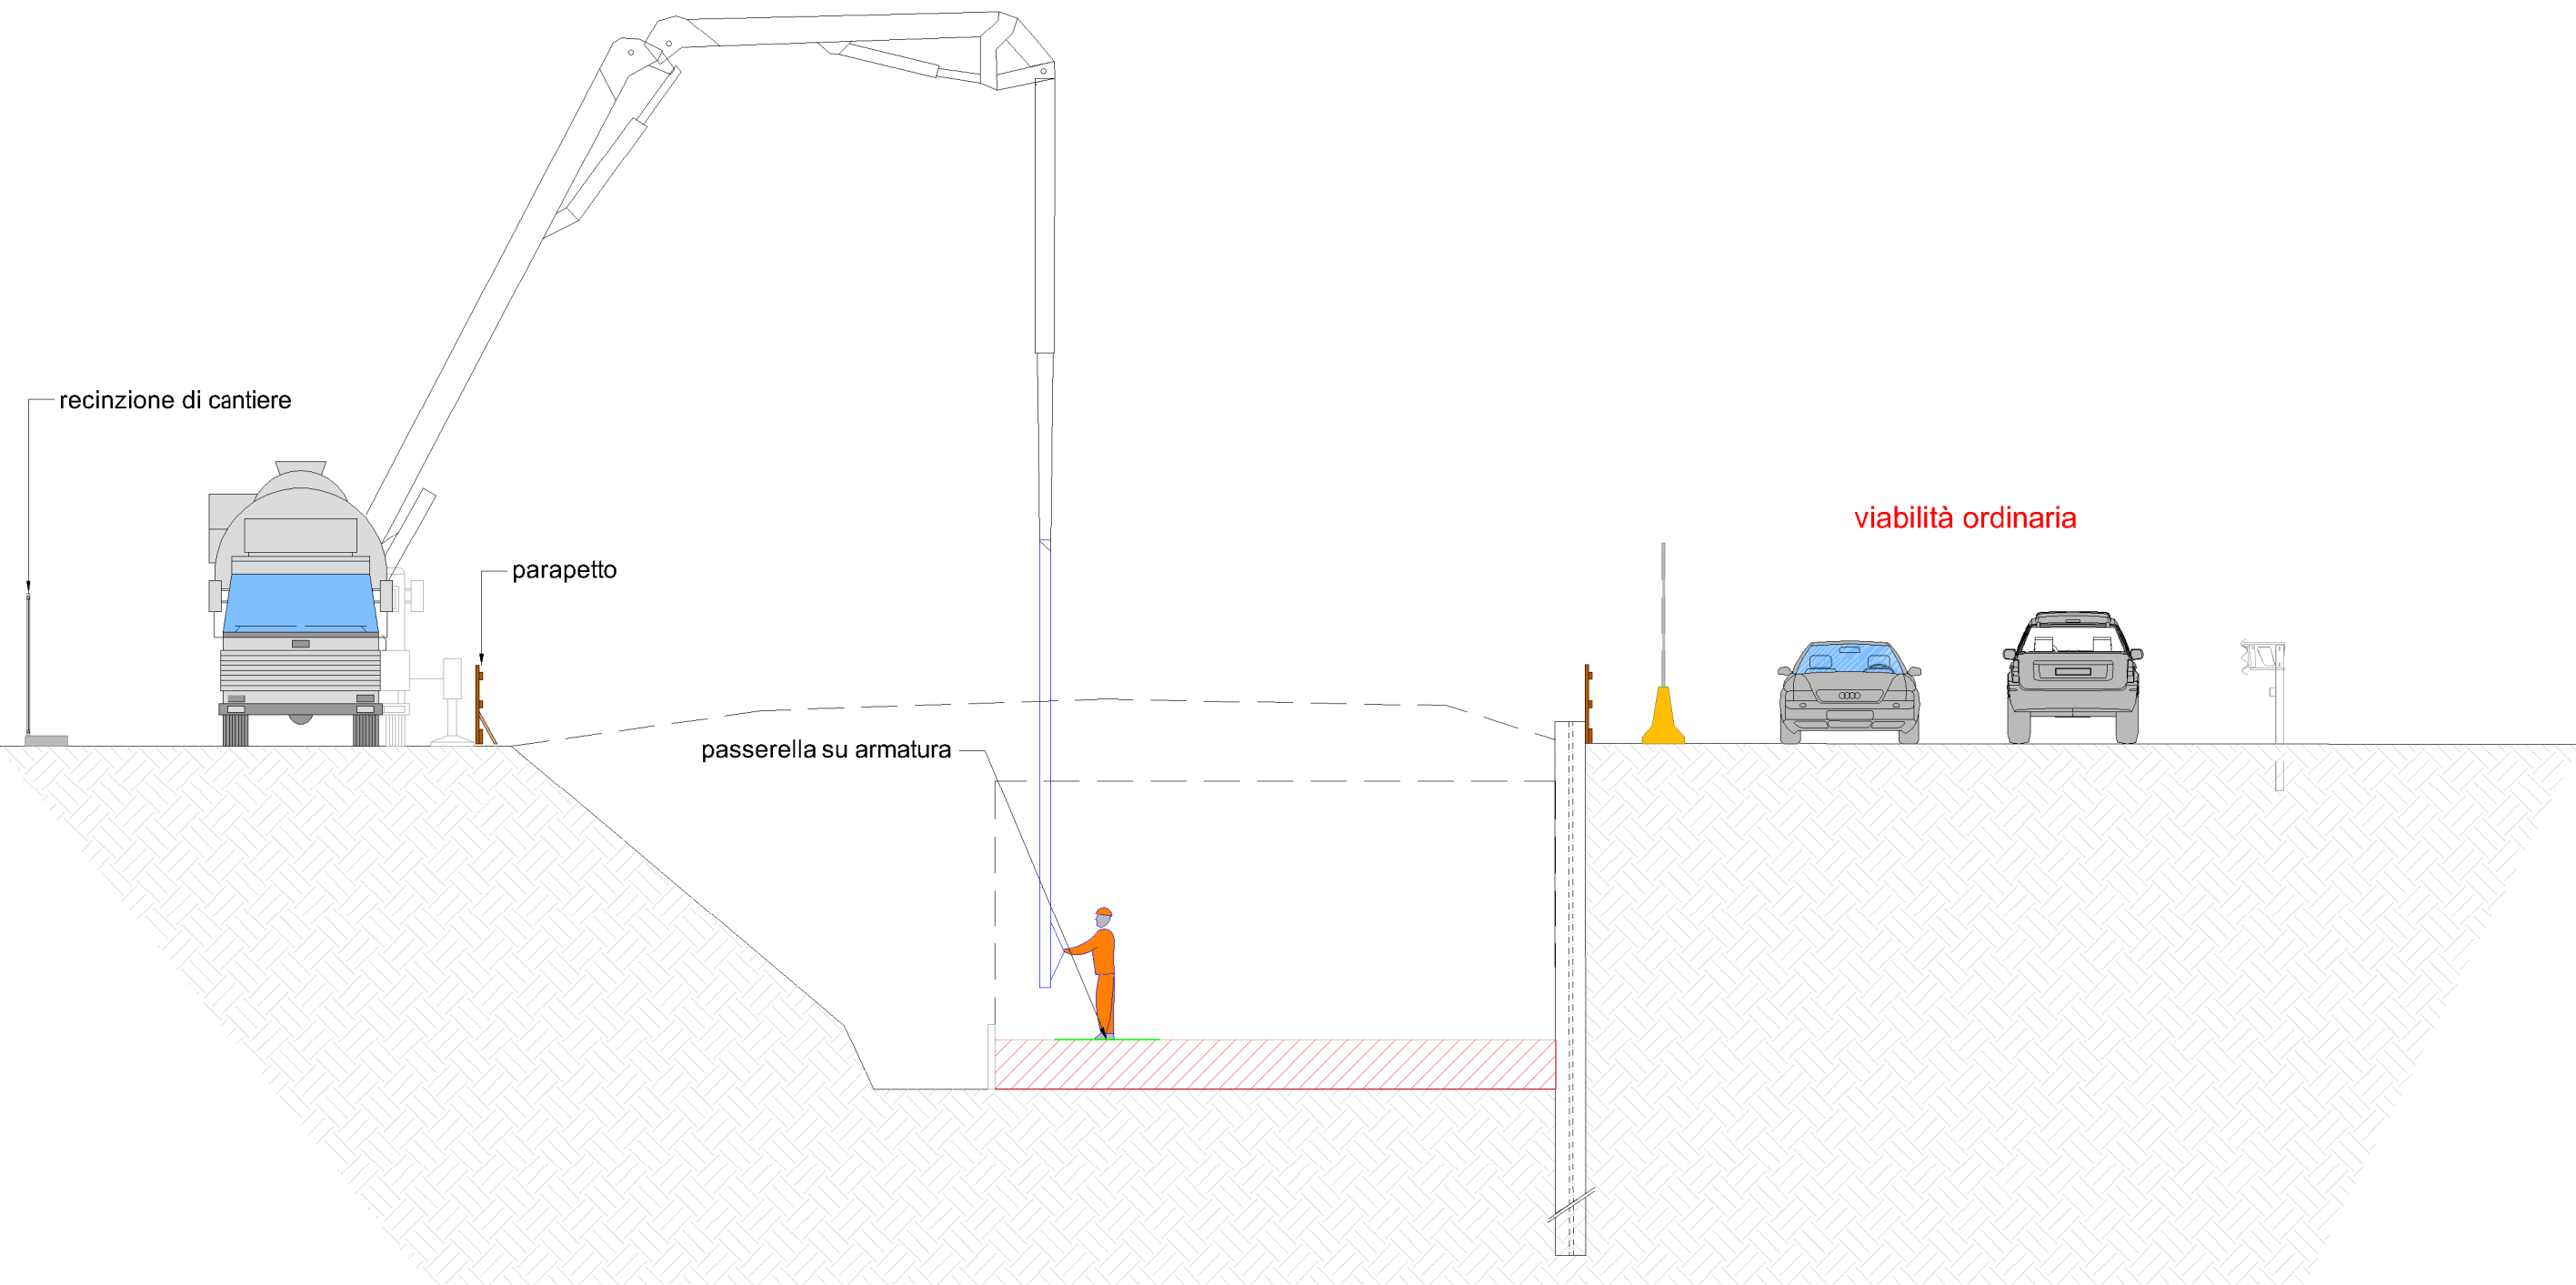 recinzione di cantiere
viabilità ordinaria
parapetto
passerella su armatura